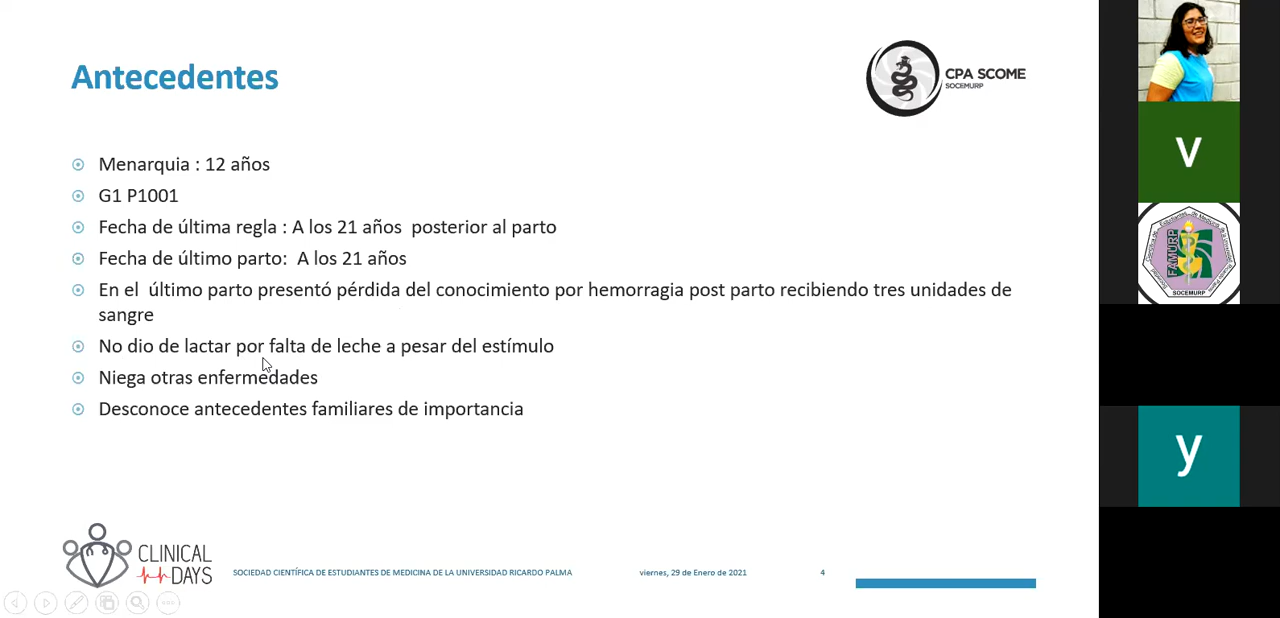 Antecedentes
CPA SCOME
SOCEMURP
Menarquia : 12 años
G1 P1001
Fecha de última regla : A los 21 años posterior al parto
Fecha de último parto: A los 21 años
En el último parto presentó pérdida del conocimiento por hemorragia post parto recibiendo tres unidades de
sangre
No dio de lactar por falta de leche a pesar del estímulo
Niega otras enfermedades
Desconoce antecedentes familiares de importancia
CLINICAL
DAYS
SOCIEDAD CIENTÍFICA DE ESTUDIANTES DE MEDICINA DE LA UNIVERSIDAD RICARDO PALMA
viernes, 29 de Enero de 2021
4
V
FAMURP
SOCEMURP
y